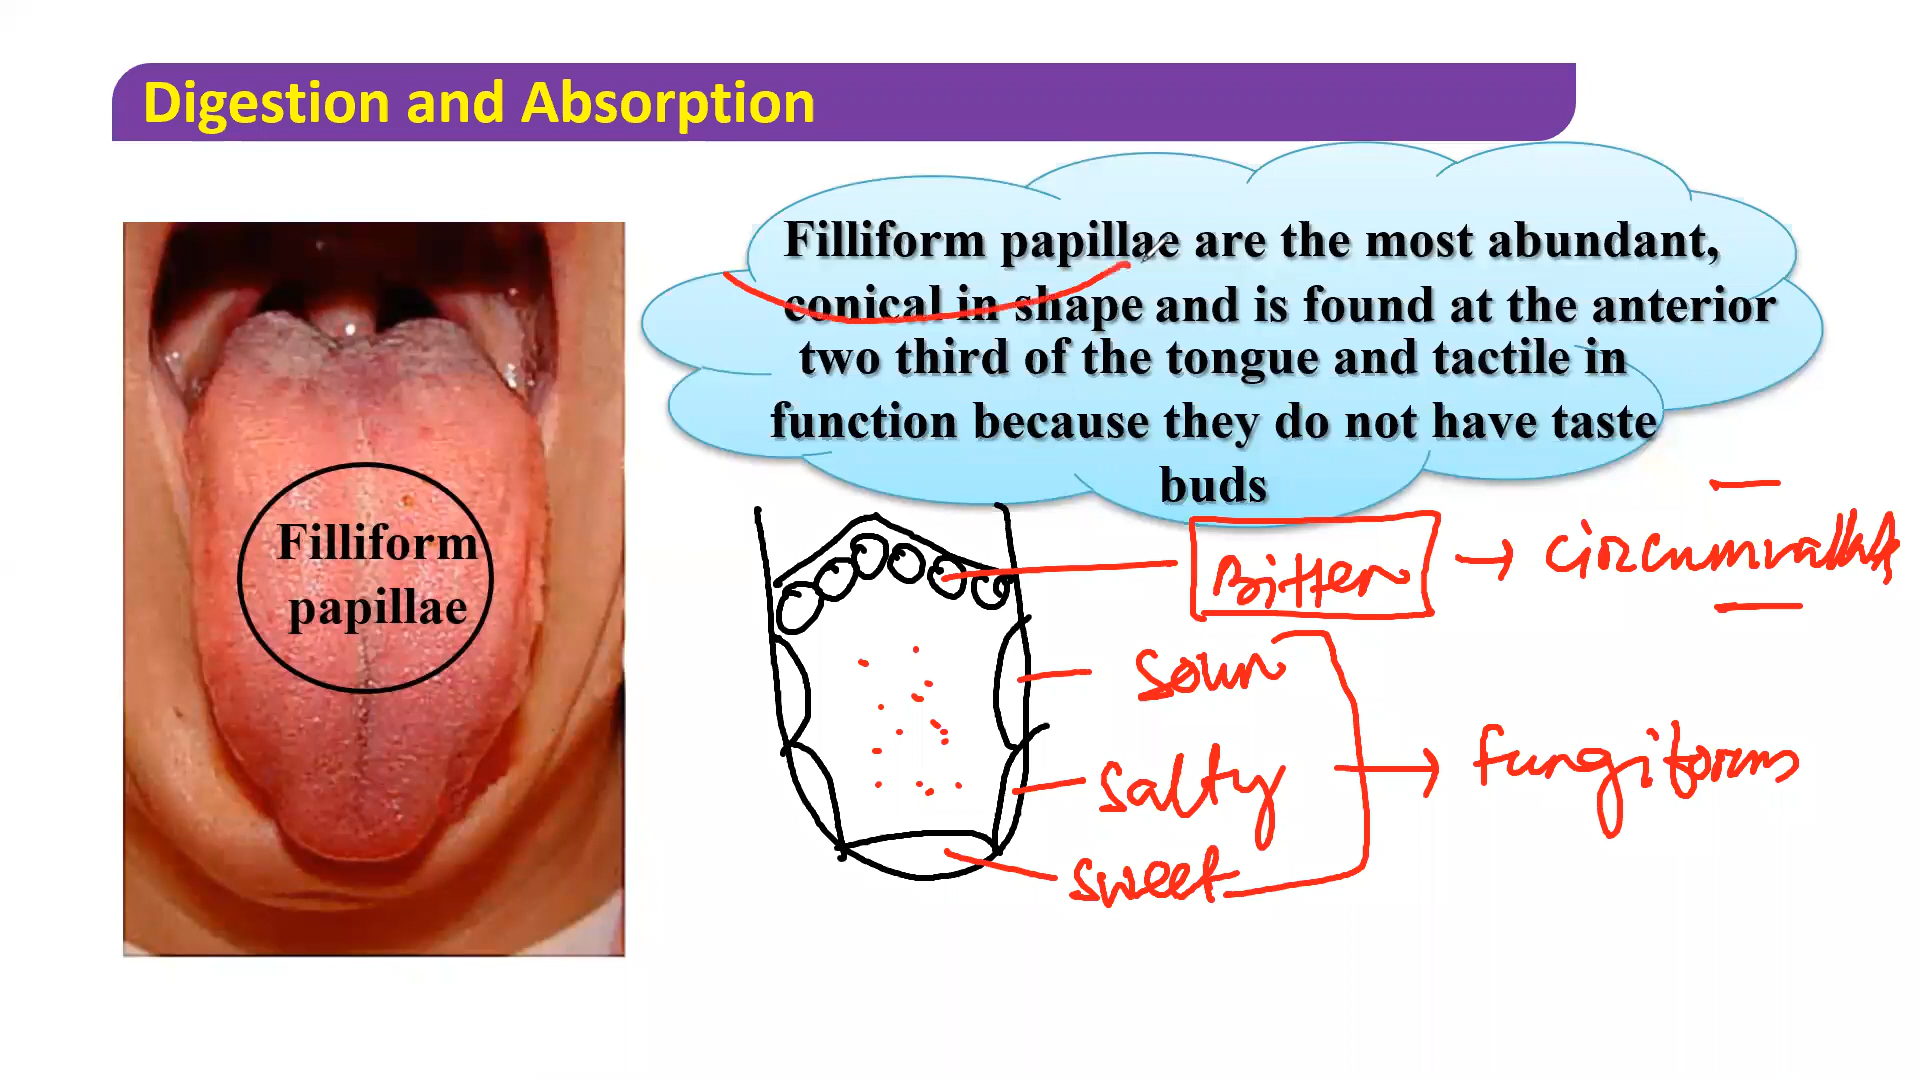 Digestion and Absorption
Filliform papillae are the most abundant,
conical in shape and is found at the anterior
two third of the tongue and tactile in
function because they do not have taste
buds
Filliform
papillae
Bitter → circumvallate
sour
salty → fungiforms
sweet